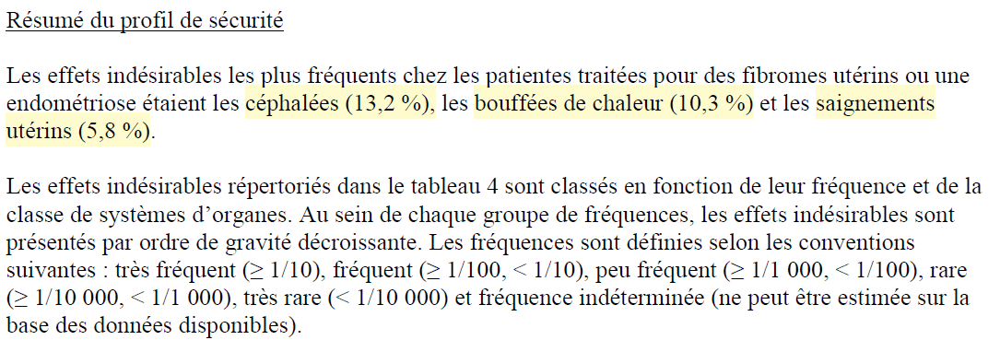 Résumé du profil de sécurité
Les effets indésirables les plus fréquents chez les patientes traitées pour des fibromes utérins ou une
endométriose étaient les céphalées (13,2 %), les bouffées de chaleur (10,3 %) et les saignements
utérins (5,8 %).
Les effets indésirables répertoriés dans le tableau 4 sont classés en fonction de leur fréquence et de la
classe de systèmes d’organes. Au sein de chaque groupe de fréquences, les effets indésirables sont
présentés par ordre de gravité décroissante. Les fréquences sont définies selon les conventions
suivantes : très fréquent (≥ 1/10), fréquent (≥ 1/100, < 1/10), peu fréquent (≥ 1/1 000, < 1/100), rare
(≥ 1/10 000, < 1/1 000), très rare (< 1/10 000) et fréquence indéterminée (ne peut être estimée sur la
base des données disponibles).